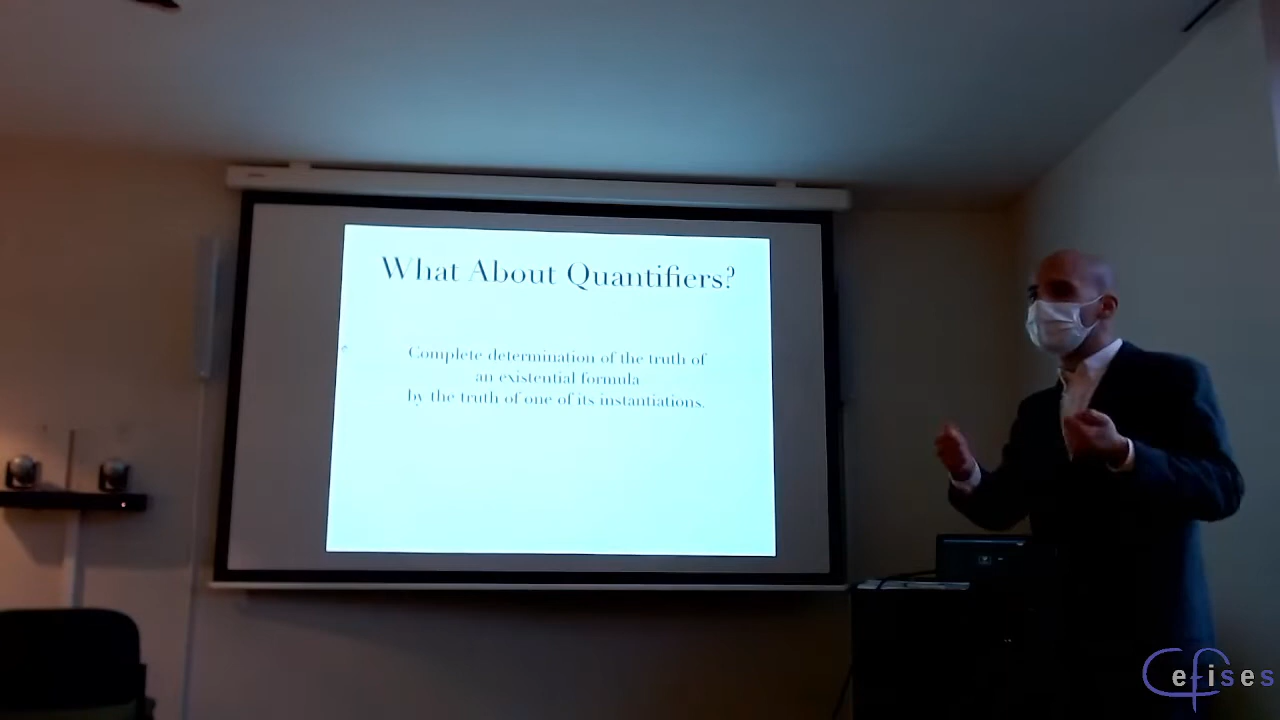 What About Quantifiers?
Complete determination of the truth of
an existential formula
by the truth of one of its instantiations.
Cefises